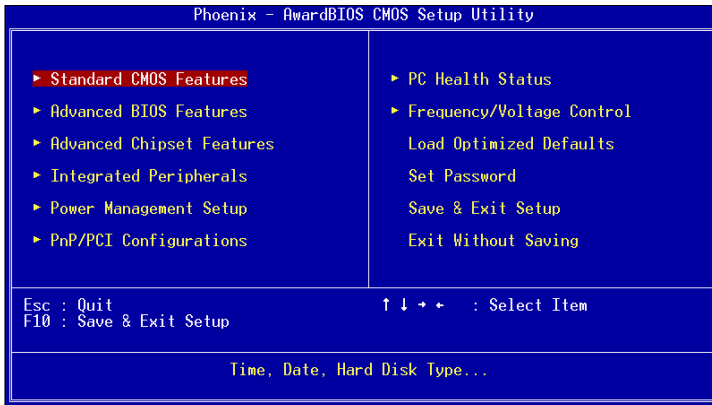 Phoenix - AwardBIOS CMOS Setup Utility
► Standard CMOS Features
► Advanced BIOS Features
► Advanced Chipset Features
► Integrated Peripherals
► Power Management Setup
► PnP/PCI Configurations
► PC Health Status
► Frequency/Voltage Control
Load Optimized Defaults
Set Password
Save & Exit Setup
Exit Without Saving
Esc : Quit
F10 : Save & Exit Setup
↑ ↓ → ← : Select Item
Time, Date, Hard Disk Type...